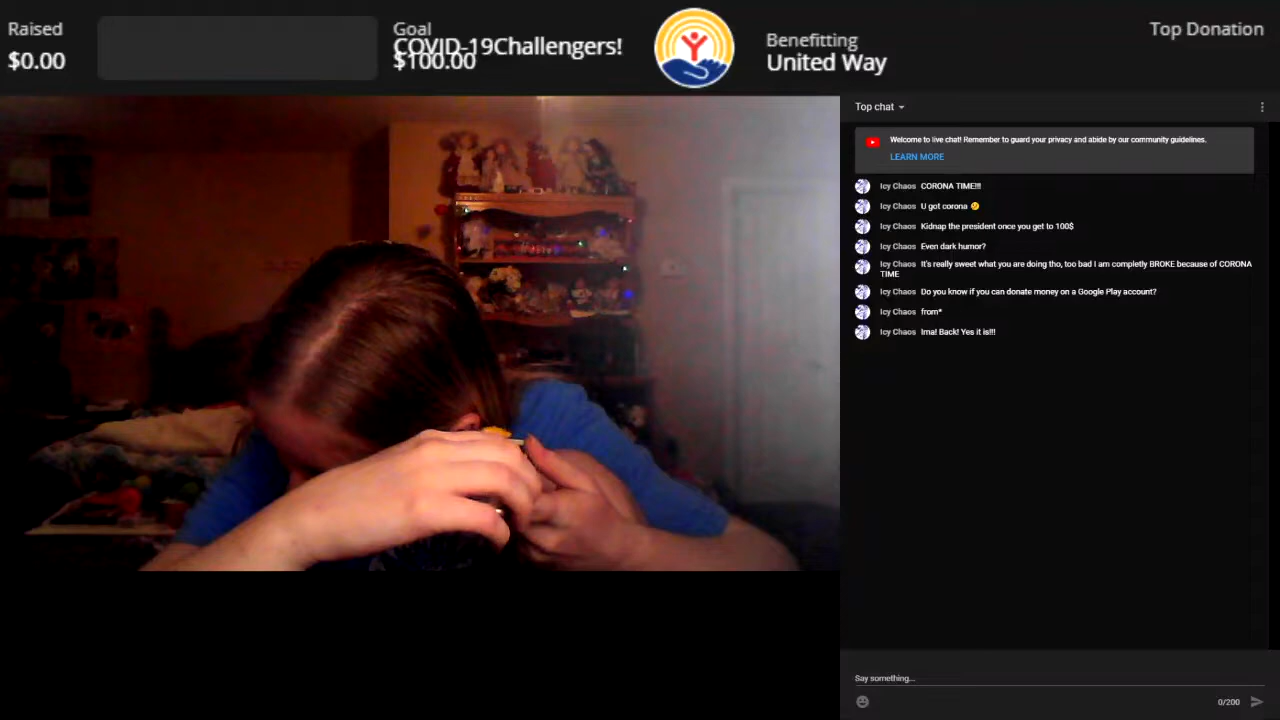 Raised
$0.00
Goal
COVID-19Challengers!
$100.00
Benefitting
United Way
Top Donation
Top chat
Welcome to live chat! Remember to guard your privacy and abide by our community guidelines.
LEARN MORE
Icy Chaos CORONA TIME!!!
Icy Chaos U got corona 🤔
Icy Chaos Kidnap the president once you get to 100$
Icy Chaos Even dark humor?
Icy Chaos It's really sweet what you are doing tho, too bad I am completly BROKE because of CORONA
TIME
Icy Chaos Do you know if you can donate money on a Google Play account?
Icy Chaos from*
Icy Chaos Ima! Back! Yes it is!!!
Say something...
0/200